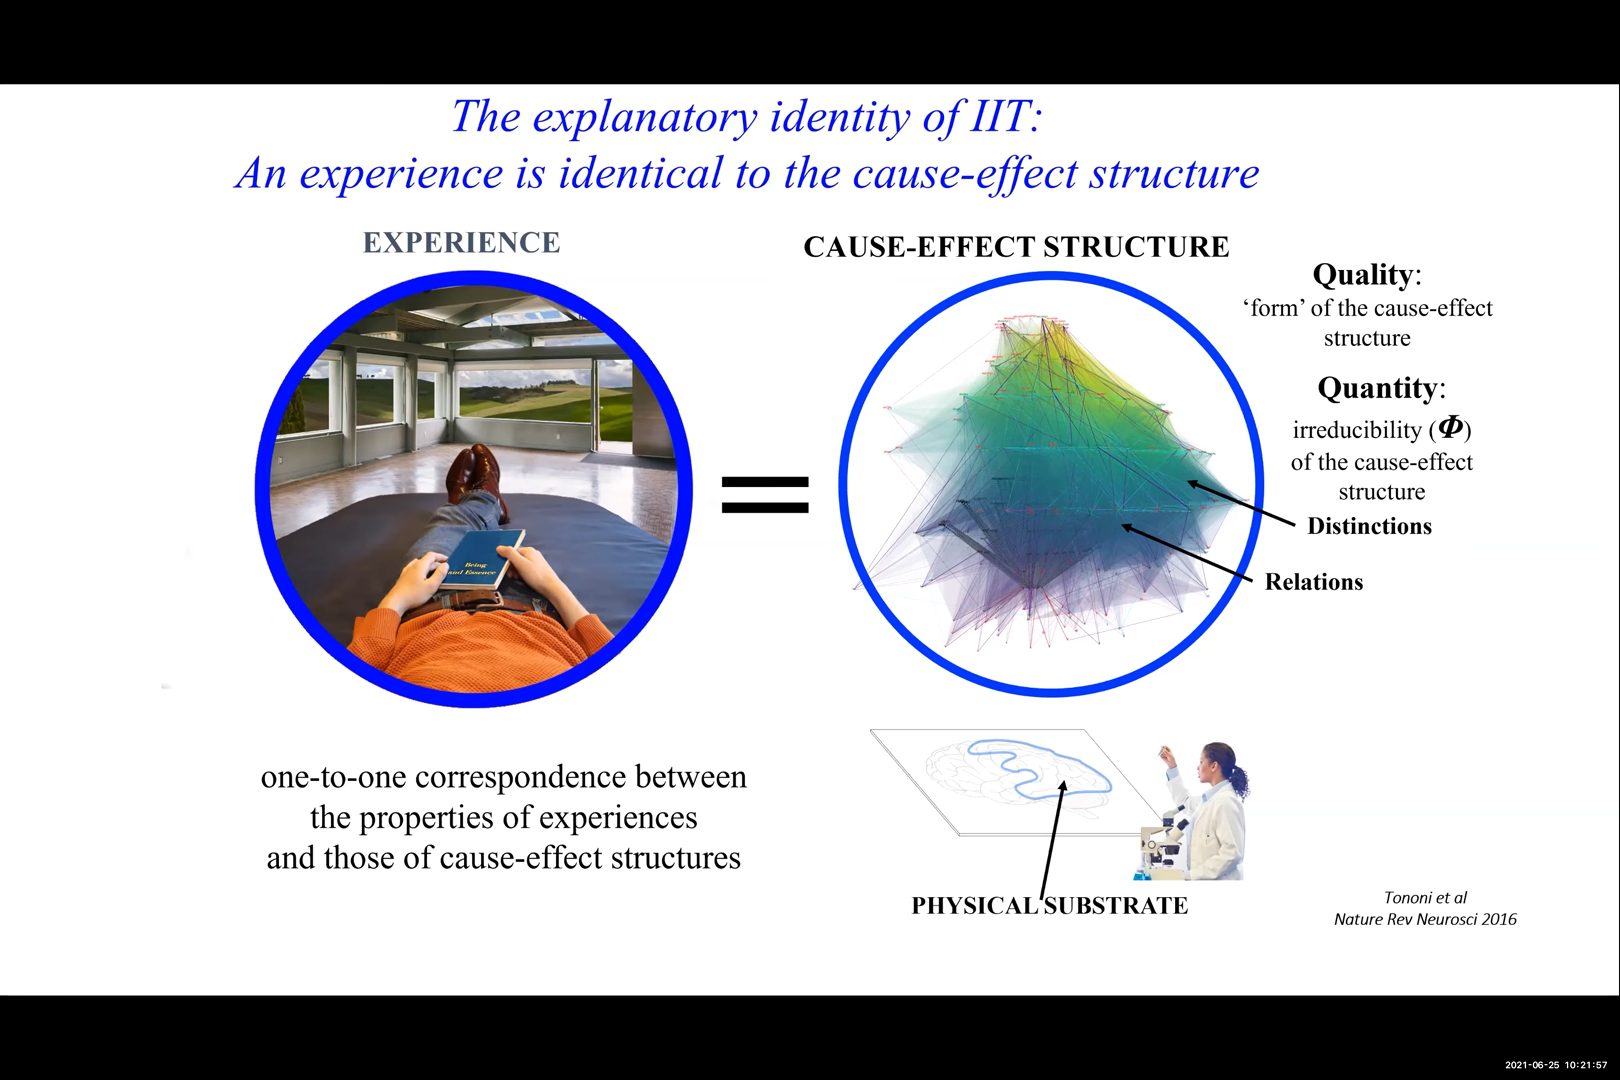 The explanatory identity of IIT:
An experience is identical to the cause-effect structure
EXPERIENCE
Being
and Essence
CAUSE-EFFECT STRUCTURE
Quality:
‘form’ of the cause-effect
structure
Quantity:
irreducibility (Φ)
of the cause-effect
structure
Distinctions
Relations
one-to-one correspondence between
the properties of experiences
and those of cause-effect structures
PHYSICAL SUBSTRATE
Tononi et al
Nature Rev Neurosci 2016
2021-06-25 10:21:57